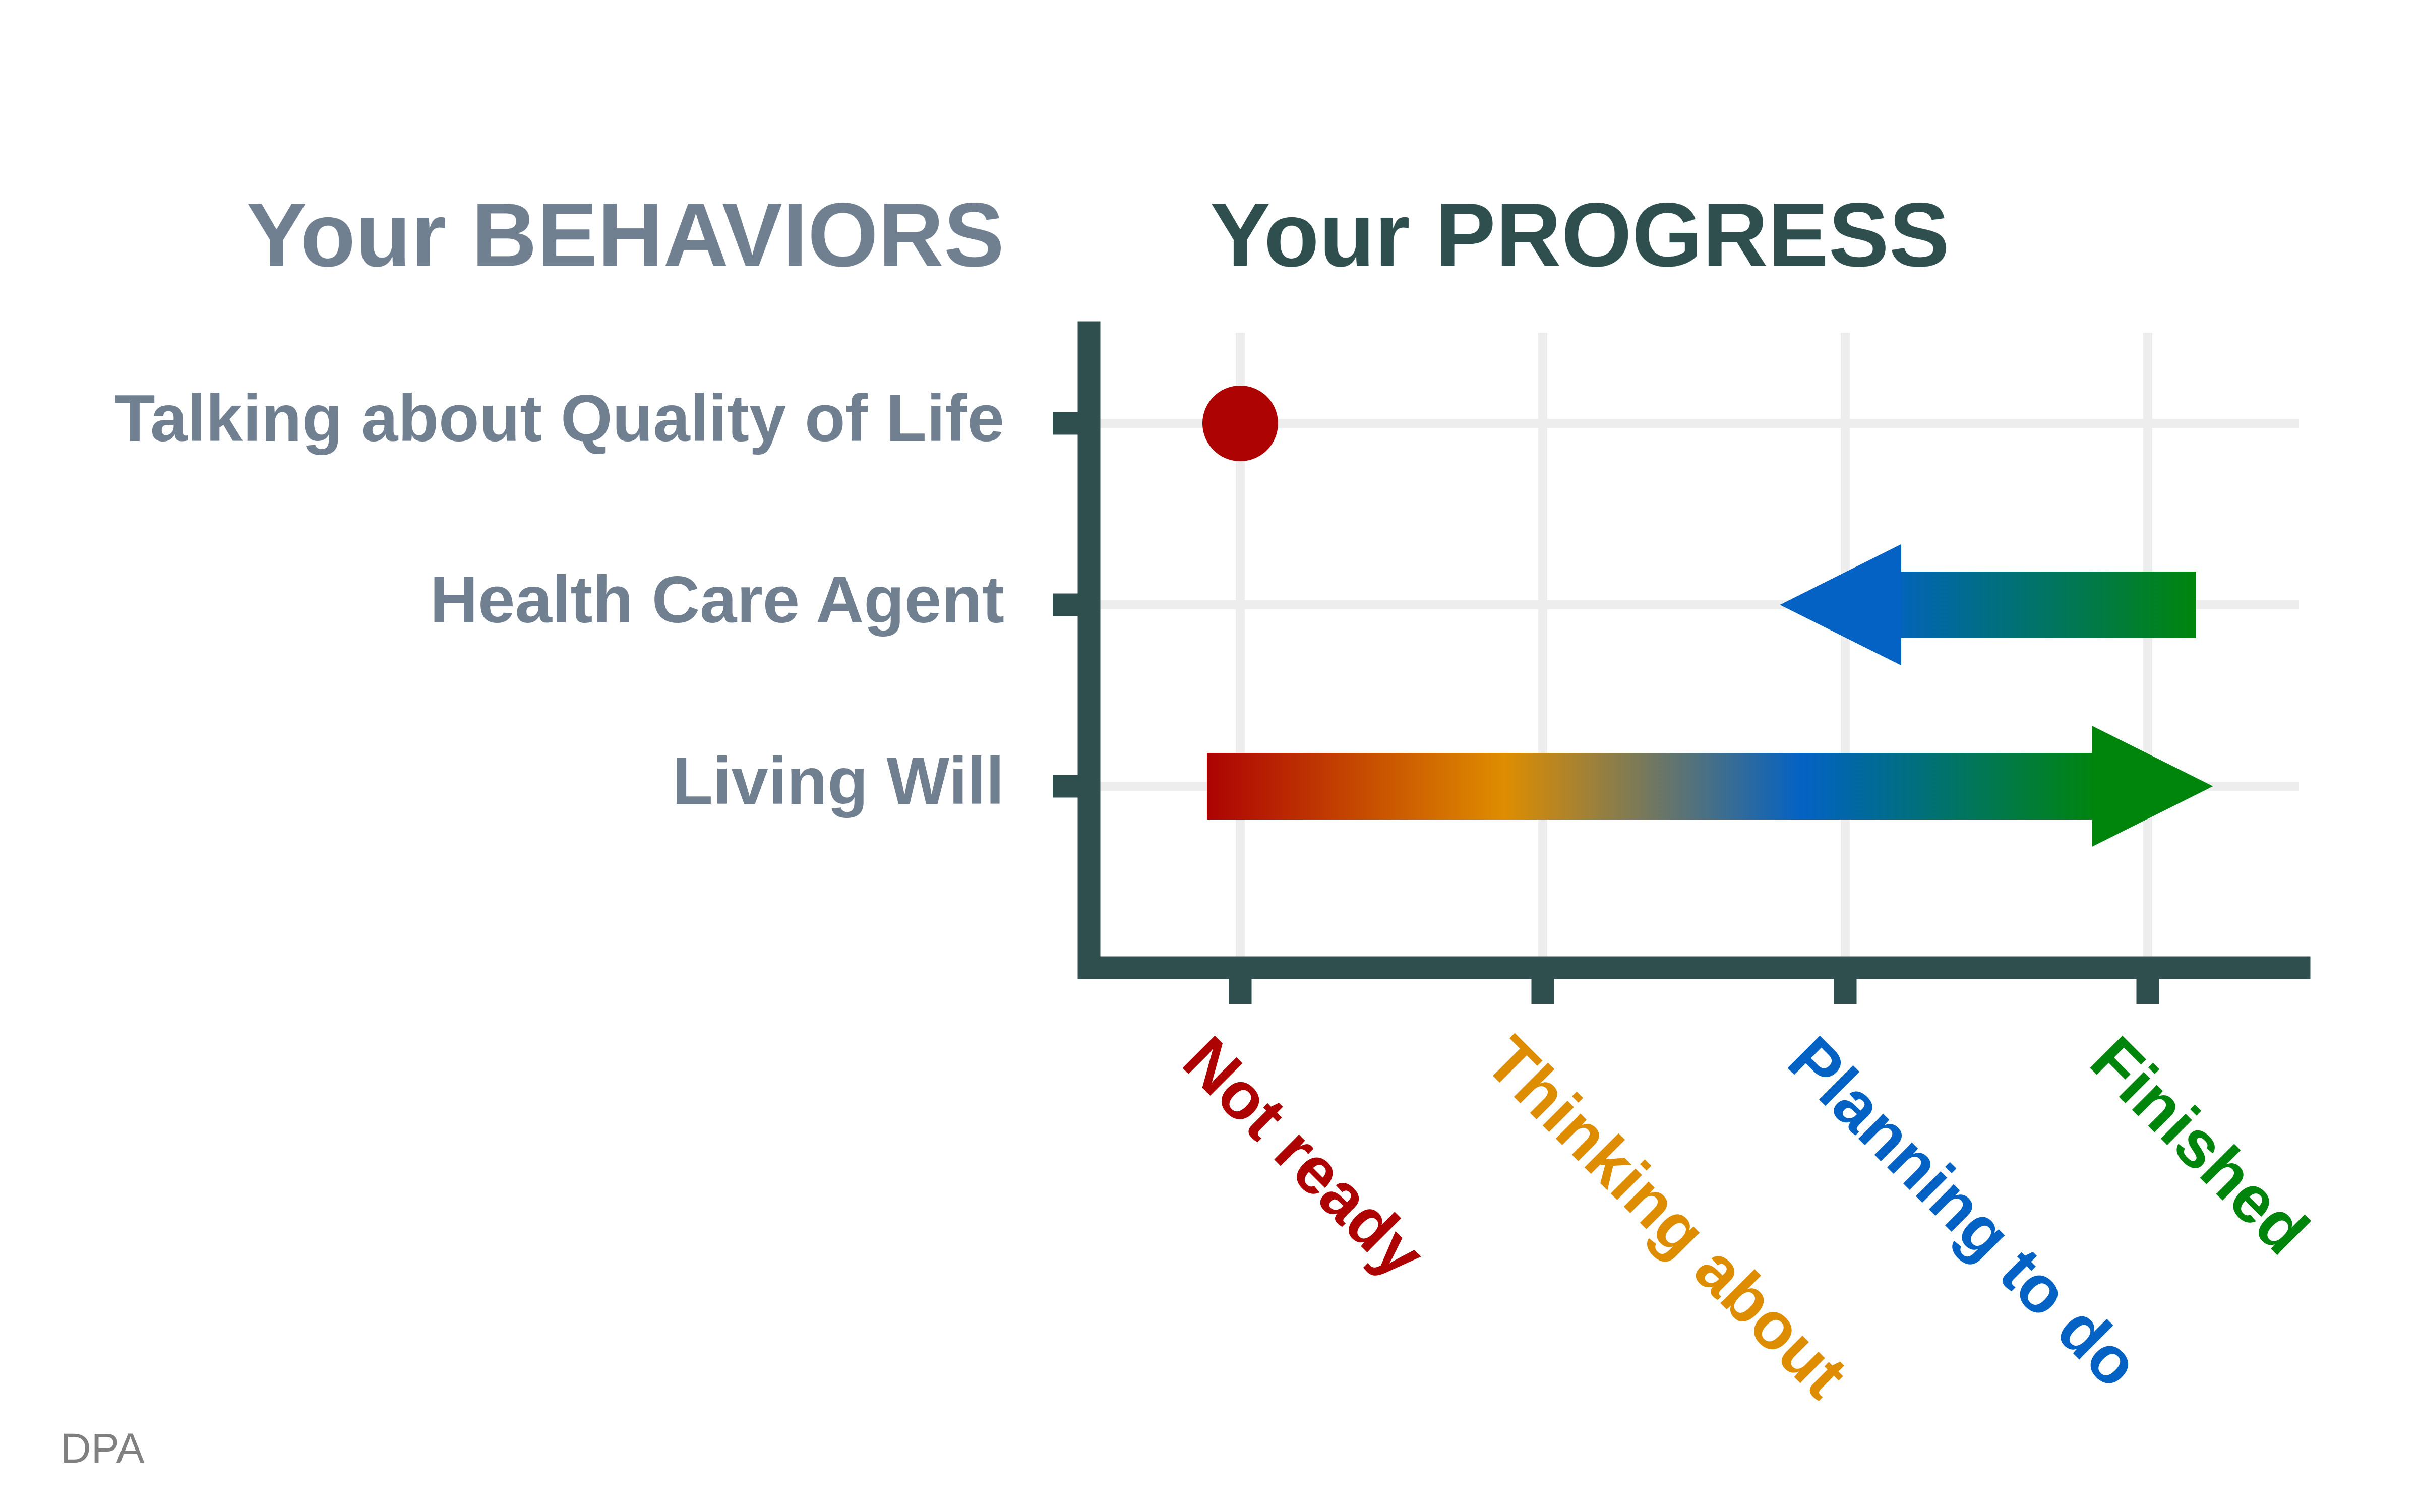 Your BEHAVIORS
Your PROGRESS
Talking about Quality of Life
Health Care Agent
Living Will
Not ready
Thinking about
Planning to do
Finished
DPA